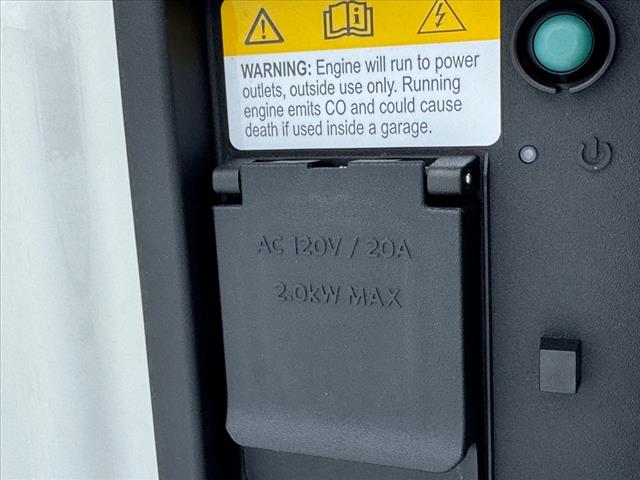 WARNING: Engine will run to power
outlets, outside use only. Running
engine emits CO and could cause
death if used inside a garage.
AC 120V / 20A
2.0kW MAX